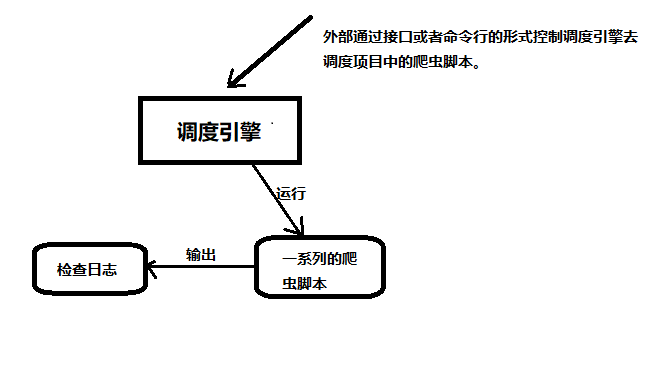 外部通过接口或者命令行的形式控制调度引擎去
调度项目中的爬虫脚本。
调度引擎
运行
输出
一系列的爬
虫脚本
检查日志